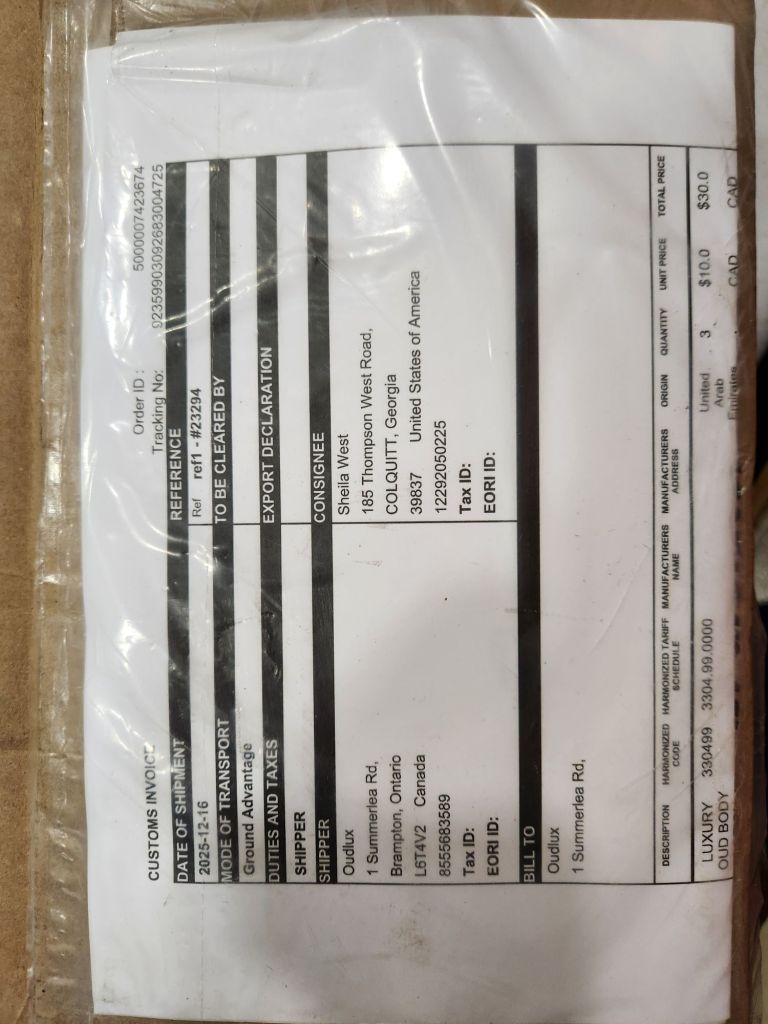 CUSTOMS INVOICE
Order ID : 5000007423674
Tracking No: 92359903092683004725
DATE OF SHIPMENT REFERENCE
2025-12-16 Ref ref1 - #23294
MODE OF TRANSPORT TO BE CLEARED BY
Ground Advantage
DUTIES AND TAXES EXPORT DECLARATION
SHIPPER
SHIPPER CONSIGNEE
Oudlux Sheila West
1 Summerlea Rd, 185 Thompson West Road,
Brampton, Ontario COLQUITT, Georgia
L6T4V2 Canada 39837 United States of America
8555683589 12292050225
Tax ID: Tax ID:
EORI ID: EORI ID:
BILL TO
Oudlux
1 Summerlea Rd,
DESCRIPTION HARMONIZED CODE HARMONIZED TARIFF SCHEDULE MANUFACTURERS NAME MANUFACTURERS ADDRESS ORIGIN QUANTITY UNIT PRICE TOTAL PRICE
LUXURY 330499 3304.99.0000 United 3 $10.0 $30.0
OUD BODY Arab CAD CAD
Emirates